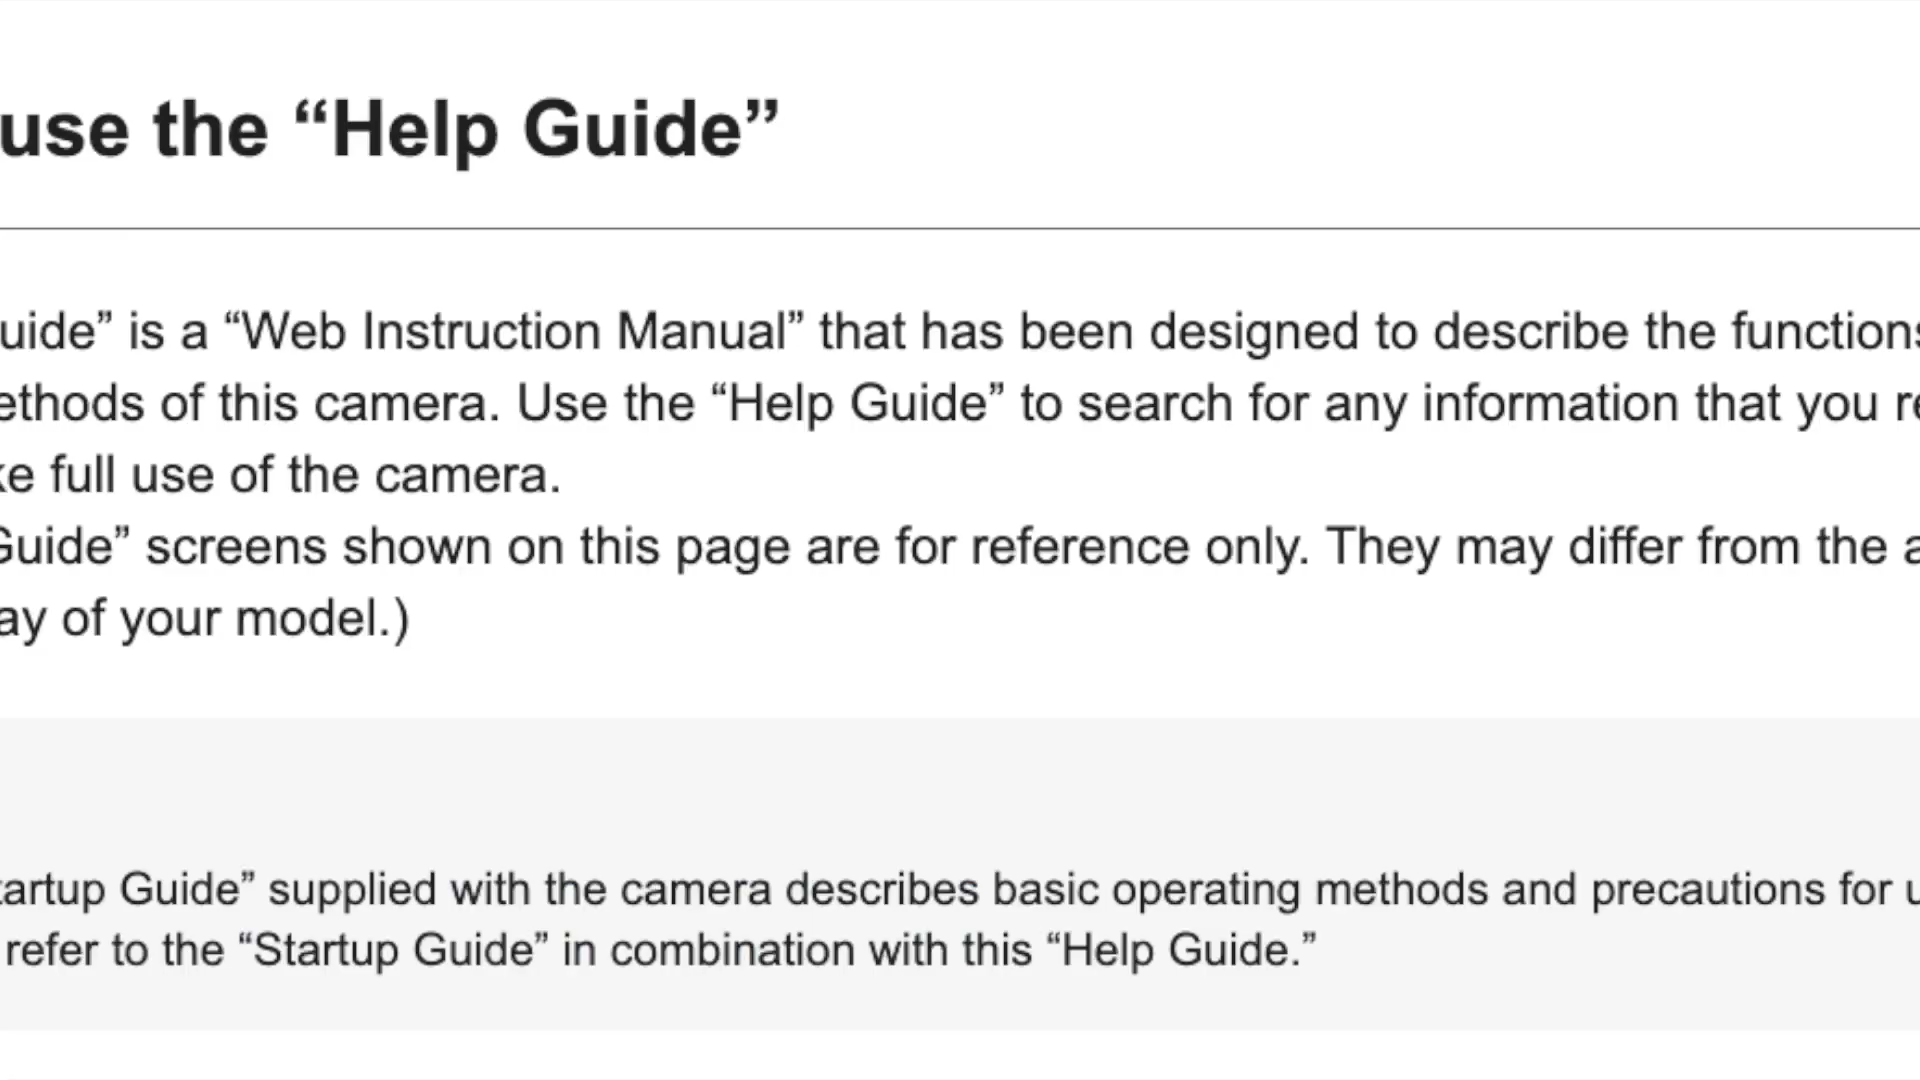 use the “Help Guide”
uide” is a “Web Instruction Manual” that has been designed to describe the functions
ethods of this camera. Use the “Help Guide” to search for any information that you re
ke full use of the camera.
Guide” screens shown on this page are for reference only. They may differ from the a
ay of your model.)
tartup Guide” supplied with the camera describes basic operating methods and precautions for u
refer to the “Startup Guide” in combination with this “Help Guide.”